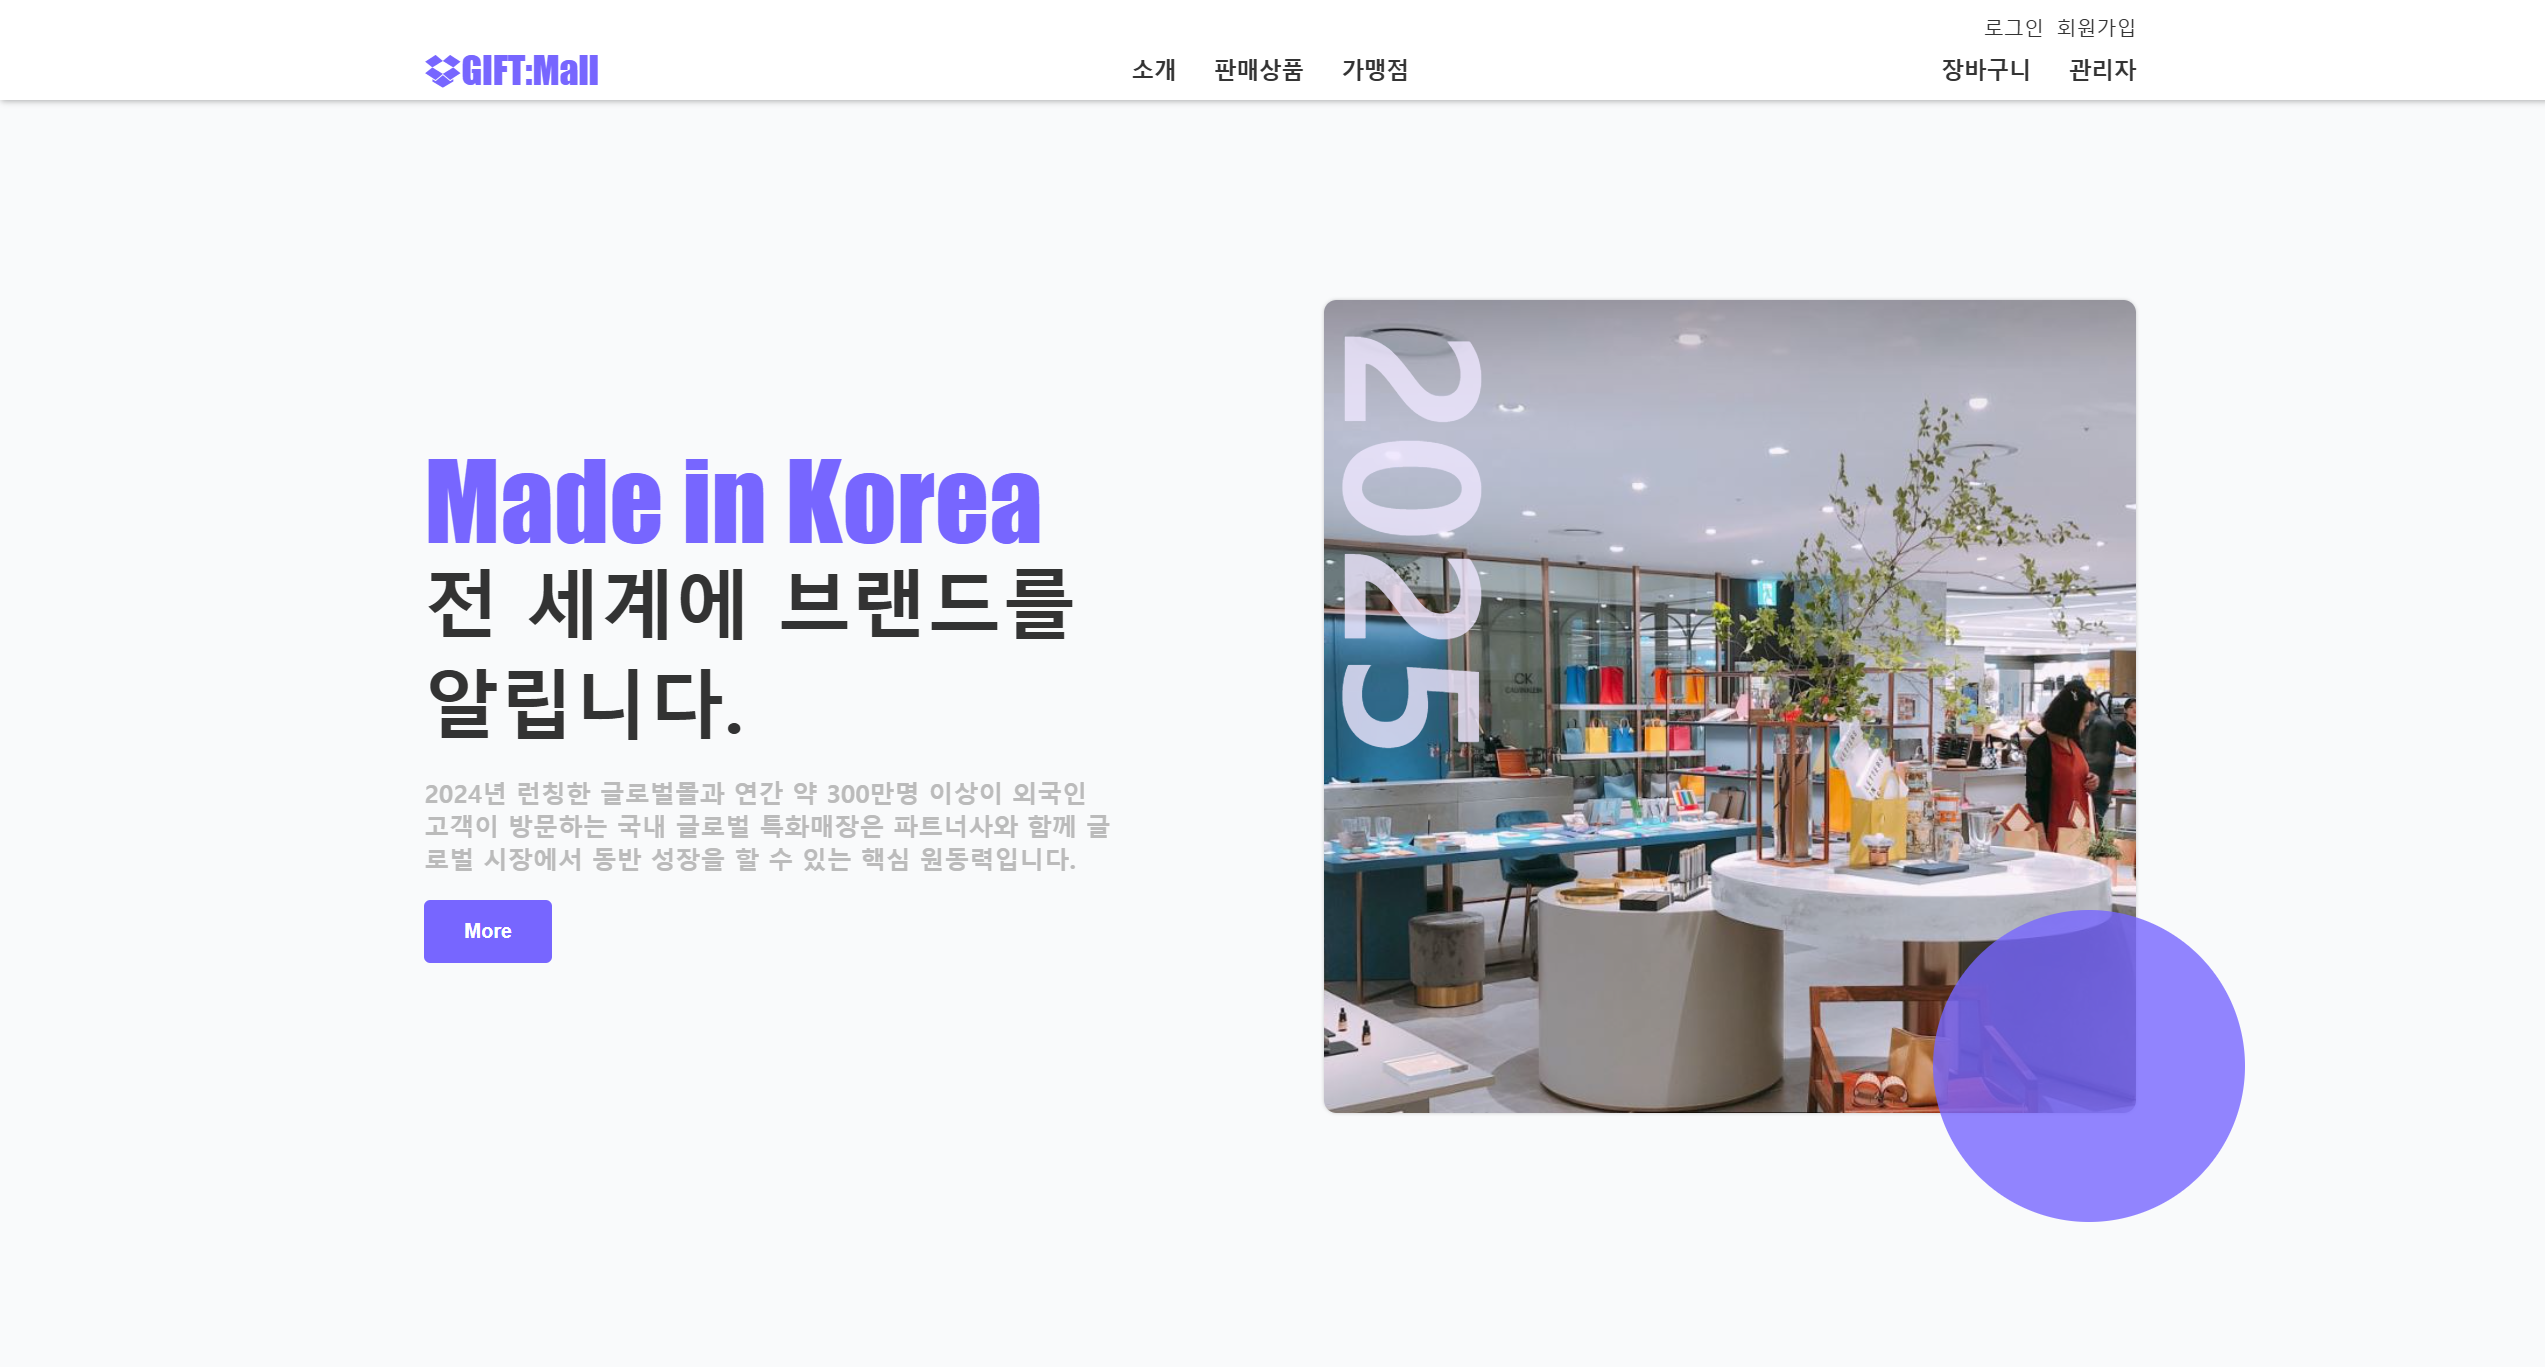 로그인 회원가입
GIFT:Mall
소개 판매상품 가맹점
장바구니 관리자
Made in Korea
전 세계에 브랜드를
알립니다.
2024년 런칭한 글로벌몰과 연간 약 300만명 이상이 외국인
고객이 방문하는 국내 글로벌 특화매장은 파트너사와 함께 글
로벌 시장에서 동반 성장을 할 수 있는 핵심 원동력입니다.
More
2025
CK
CALVIN KLEIN